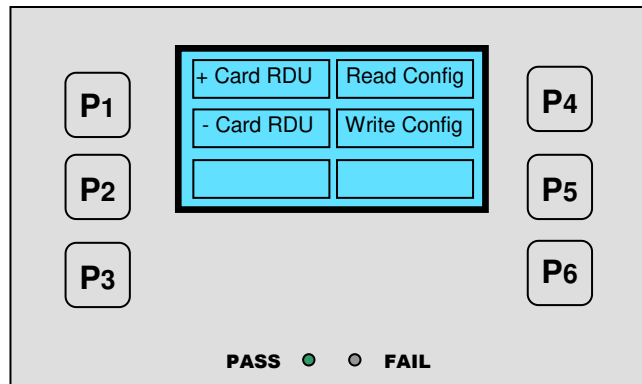 + Card RDU Read Config
P1 P4
- Card RDU Write Config
P2 P5
P3 P6
PASS FAIL